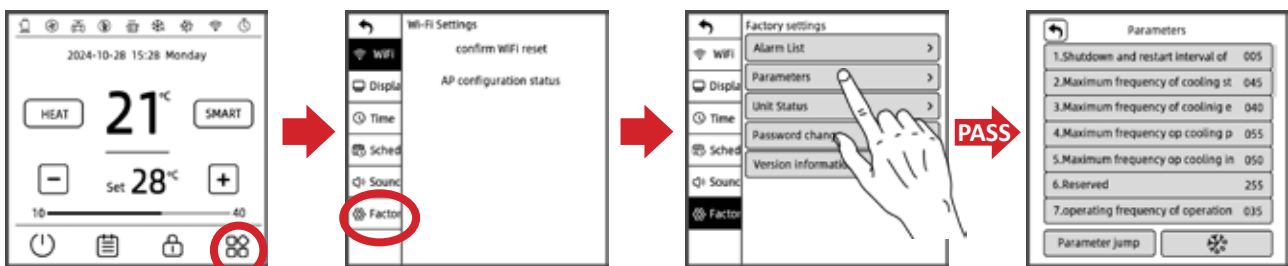 2024-10-28 15:28 Monday
HEAT
21°C
SMART
Set 28°C
10
40
Wi-Fi Settings
WiFi
confirm WiFi reset
Displa
AP configuration status
Time
Sched
Sounc
Factor
Factory settings
WiFi
Alarm List
Displa
Parameters
Time
Unit Status
Sched
Password chang
Sounc
Version informatio
Factor
PASS
Parameters
1.Shutdown and restart interval of 005
2.Maximum frequency of cooling st 045
3.Maximum frequency of coolinig e 040
4.Maximum frequency op cooling p 055
5.Maximum frequency op cooling in 050
6.Reserved 255
7.operating frequency of operation 035
Parameter jump